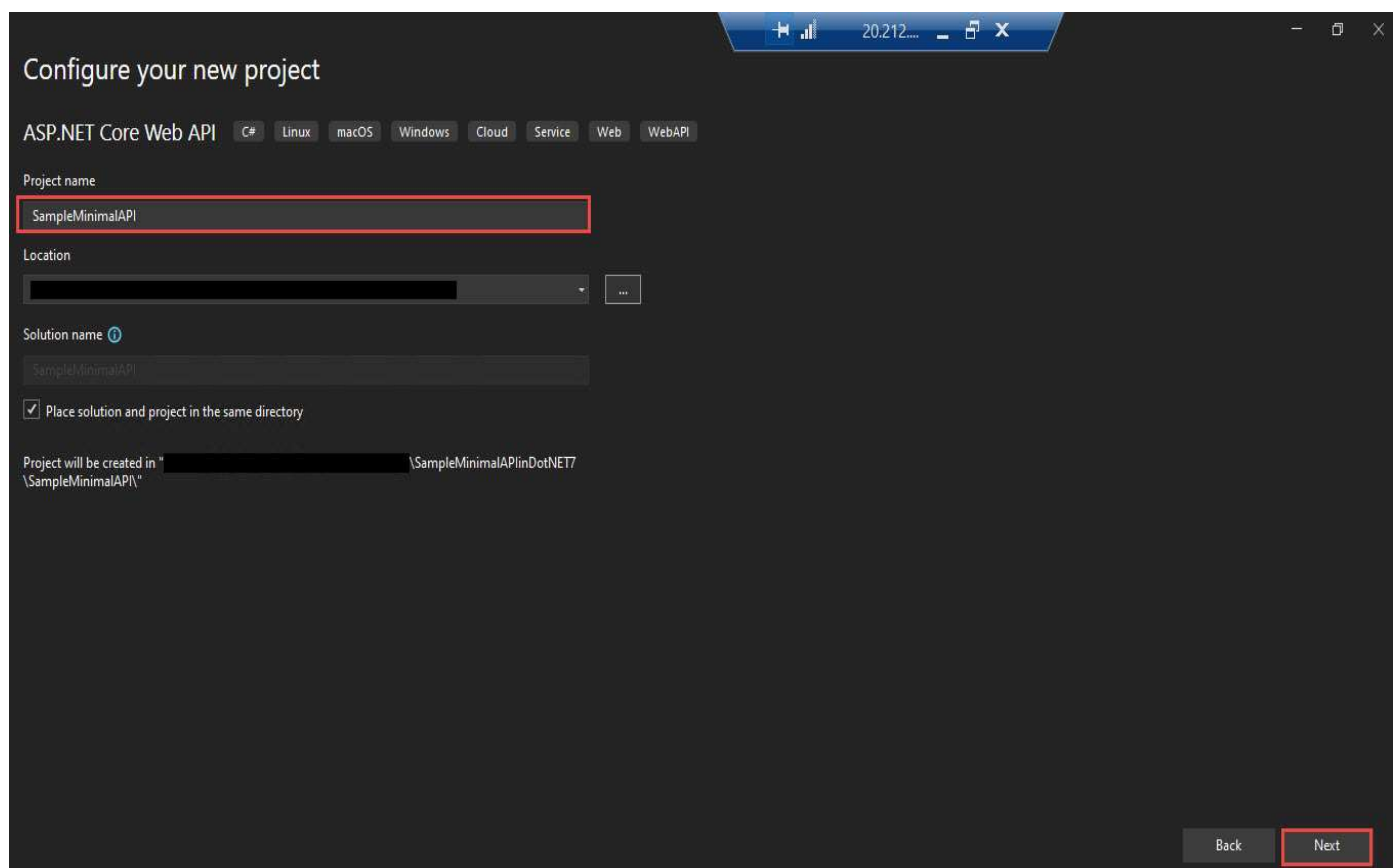 20.212....
Configure your new project
ASP.NET Core Web API C# Linux macOS Windows Cloud Service Web WebAPI
Project name
SampleMinimalAPI
Location
...
Solution name
SampleMinimalAPI
Place solution and project in the same directory
Project will be created in " \SampleMinimalAPIinDotNET7
\SampleMinimalAPI\"
Back Next